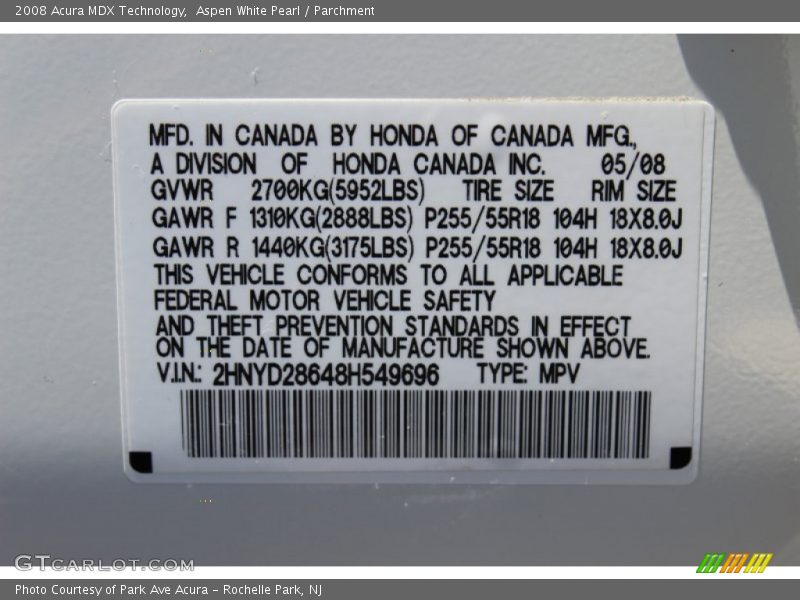 2008 Acura MDX Technology,  Aspen White Pearl / Parchment
MFD. IN CANADA BY HONDA OF CANADA MFG.,
A DIVISION OF HONDA CANADA INC. 05/08
GVWR 2700KG(5952LBS) TIRE SIZE RIM SIZE
GAWR F 1310KG(2888LBS) P255/55R18 104H 18X8.0J
GAWR R 1440KG(3175LBS) P255/55R18 104H 18X8.0J
THIS VEHICLE CONFORMS TO ALL APPLICABLE
FEDERAL MOTOR VEHICLE SAFETY
AND THEFT PREVENTION STANDARDS IN EFFECT
ON THE DATE OF MANUFACTURE SHOWN ABOVE.
V.I.N.: 2HNYD28648H549696 TYPE: MPV
GTCARLOT.COM
Photo Courtesy of Park Ave Acura - Rochelle Park, NJ